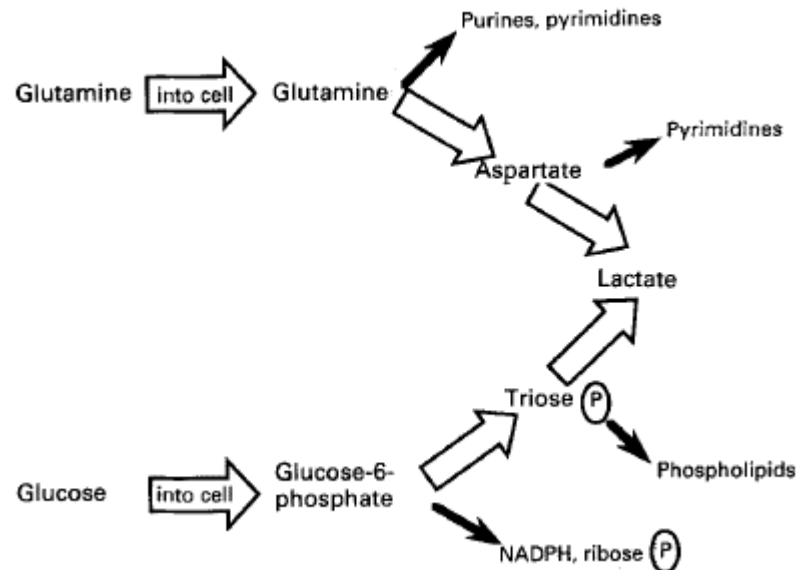 Purines, pyrimidines
Glutamine into cell Glutamine
Pyrimidines
Aspartate
Lactate
Triose P
Phospholipids
Glucose into cell Glucose-6-
phosphate
NADPH, ribose P